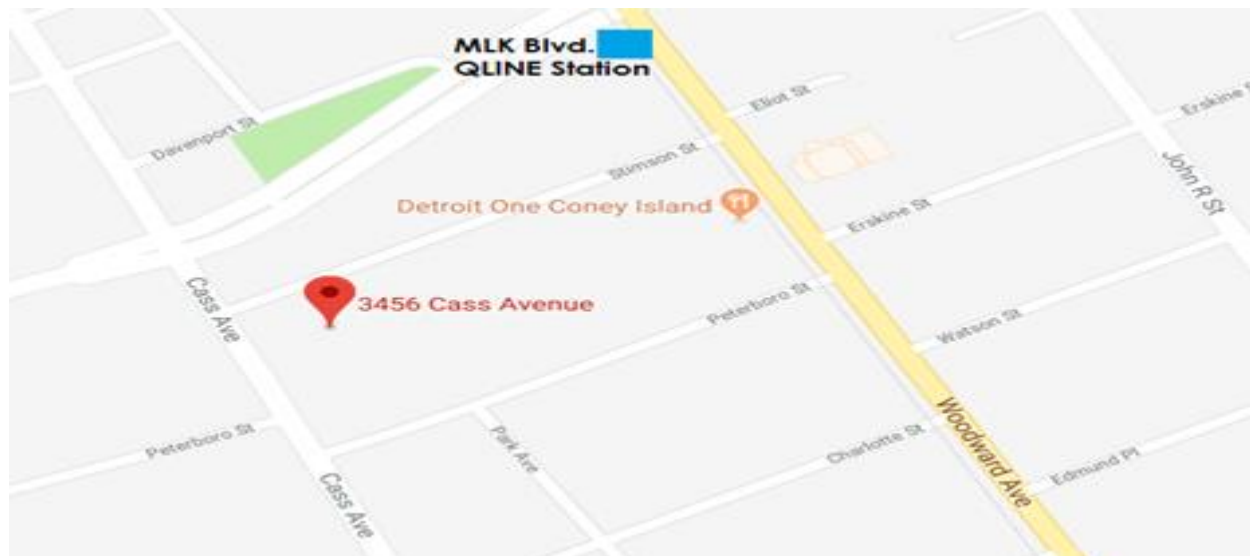 MLK Blvd.
QLINE Station
Eliot St
Erskine
Davenport St
Stimson St
John R St
Detroit One Coney Island
Erskine St
Cass Ave
3456 Cass Avenue
Peterboro St
Watson St
Peterboro St
Park Ave
Charlotte St
Woodward Ave
Edmund Pl
Cass Ave